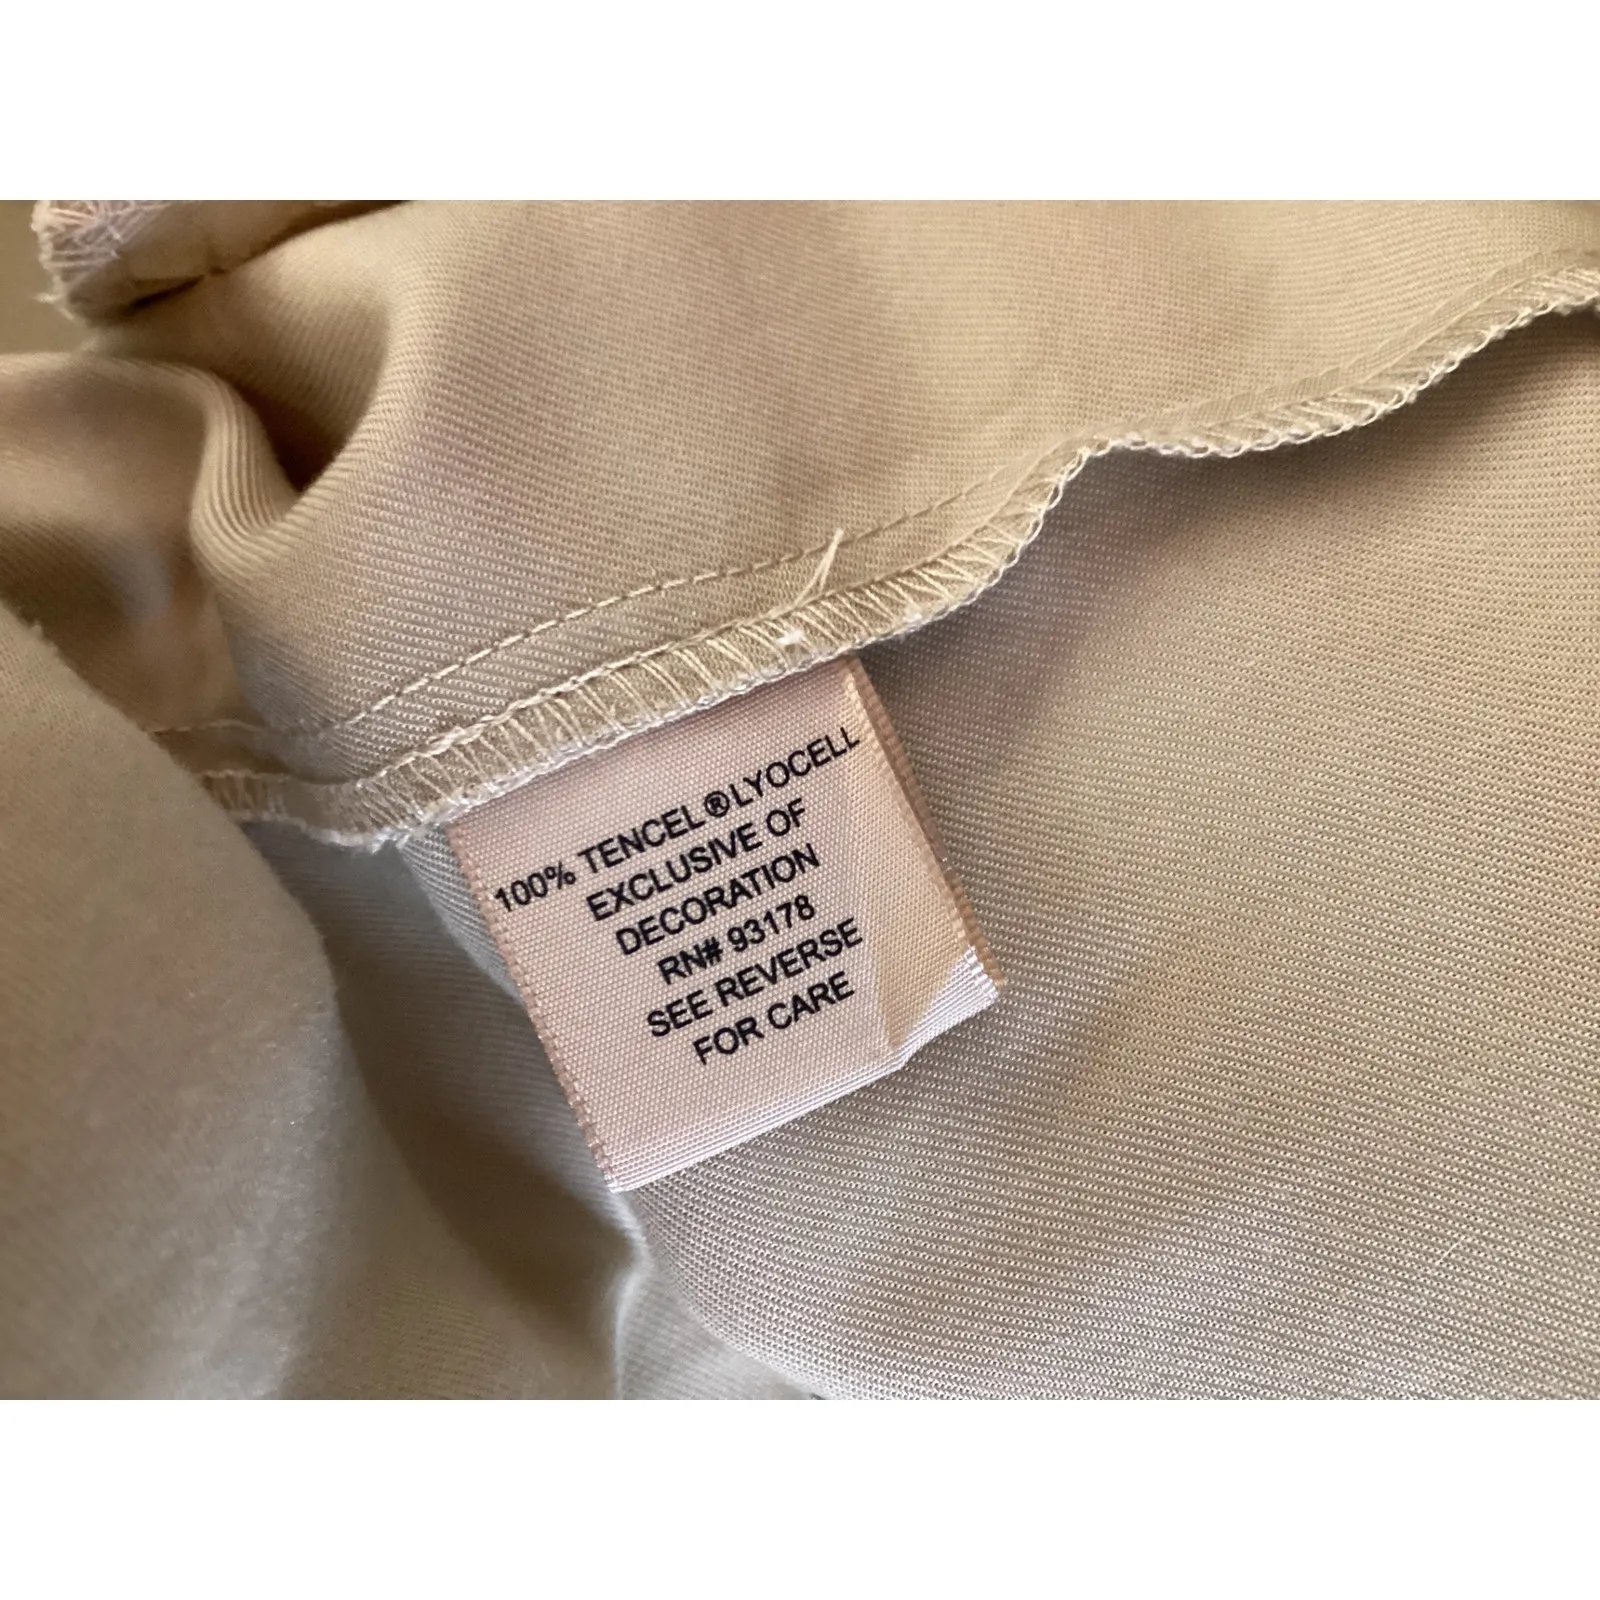 100% TENCEL®LYOCELL
EXCLUSIVE OF
DECORATION
RN# 93178
SEE REVERSE
FOR CARE